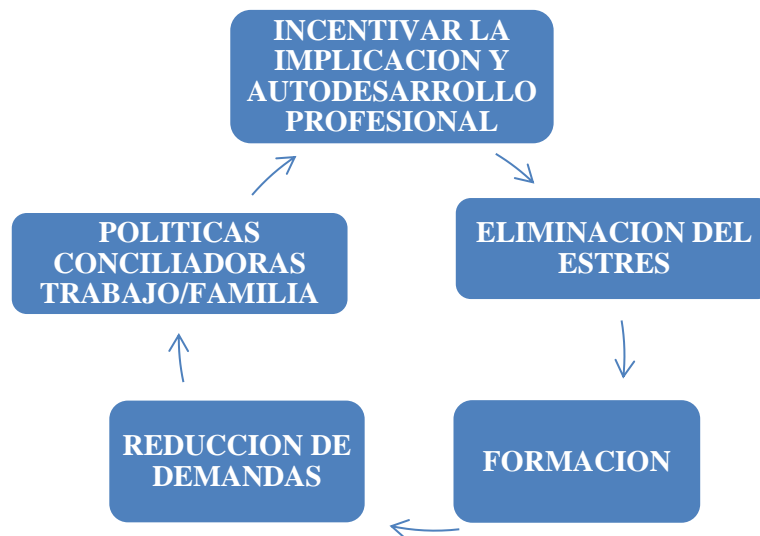 INCENTIVAR LA
IMPLICACION Y
AUTODESARROLLO
PROFESIONAL
ELIMINACION DEL
ESTRES
FORMACION
REDUCCION DE
DEMANDAS
POLITICAS
CONCILIADORAS
TRABAJO/FAMILIA